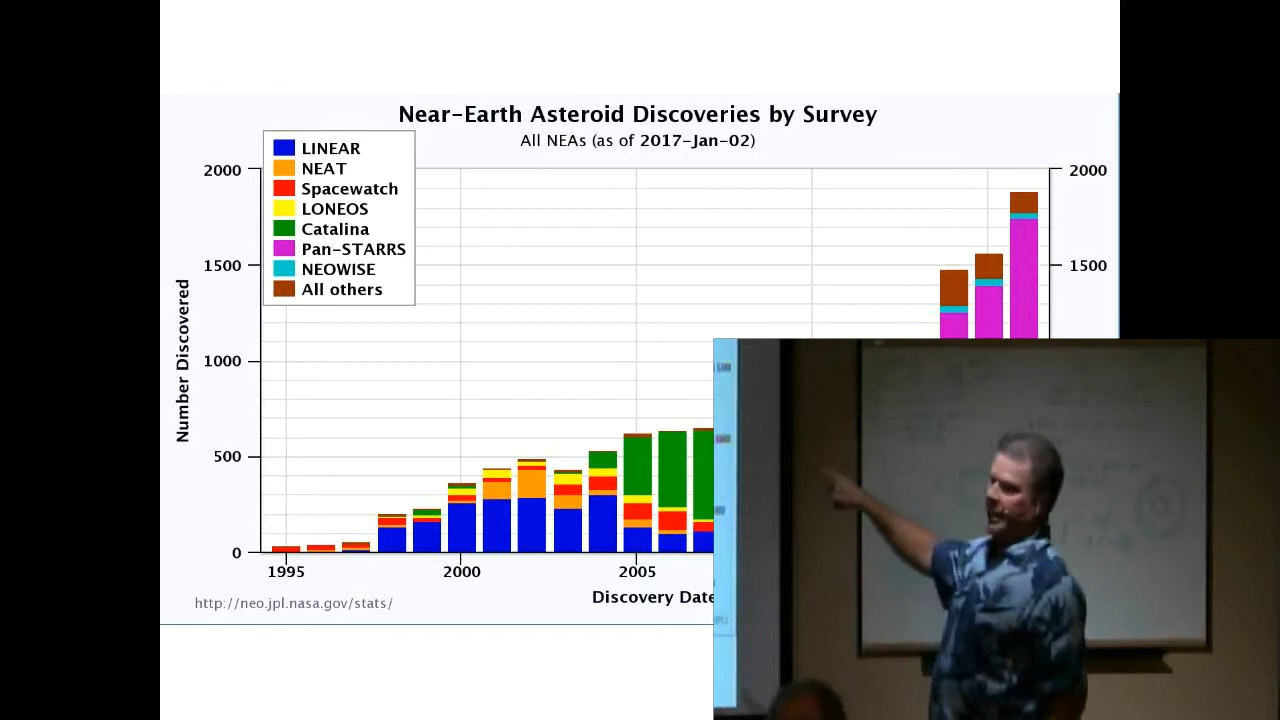 Near-Earth Asteroid Discoveries by Survey
All NEAs (as of 2017-Jan-02)
LINEAR
NEAT
Spacewatch
LONEOS
Catalina
Pan-STARRS
NEOWISE
All others
2000
1500
1000
500
0
2000
1500
Number Discovered
1995
2000
2005
Discovery Date
http://neo.jpl.nasa.gov/stats/